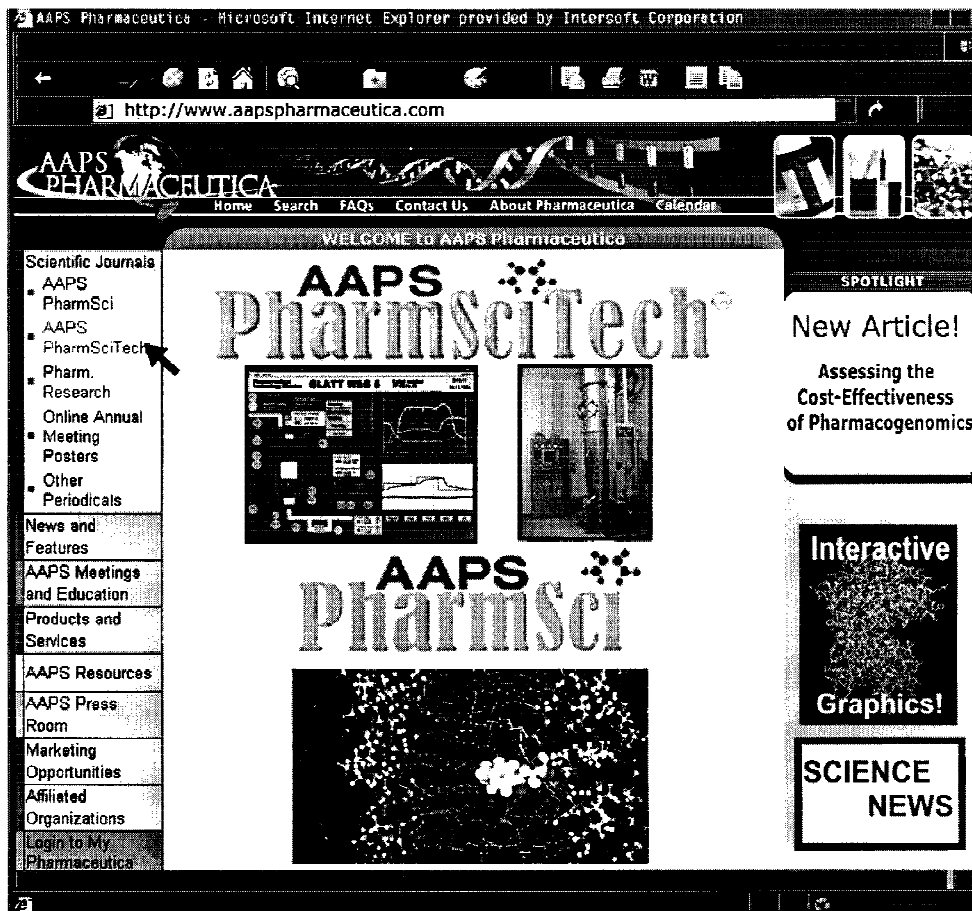 AAPS Pharmaceutica - Microsoft Internet Explorer provided by Intersoft Corporation
http://www.aapspharmaceutica.com
AAPS
PHARMACEUTICA
Home Search FAQs Contact Us About Pharmaceutica Calendar
WELCOME to AAPS Pharmaceutica
Scientific Journals
AAPS
PharmSci
AAPS
PharmSciTech
Pharm.
Research
Online Annual
Meeting
Posters
Other
Periodicals
News and
Features
AAPS Meetings
and Education
Products and
Services
AAPS Resources
AAPS Press
Room
Marketing
Opportunities
Affiliated
Organizations
Login to My
Pharmaceutica
AAPS
PharmSciTech
GLATT
AAPS
PharmSci
SPOTLIGHT
New Article!
Assessing the
Cost-Effectiveness
of Pharmacogenomics
Interactive
Graphics!
SCIENCE
NEWS